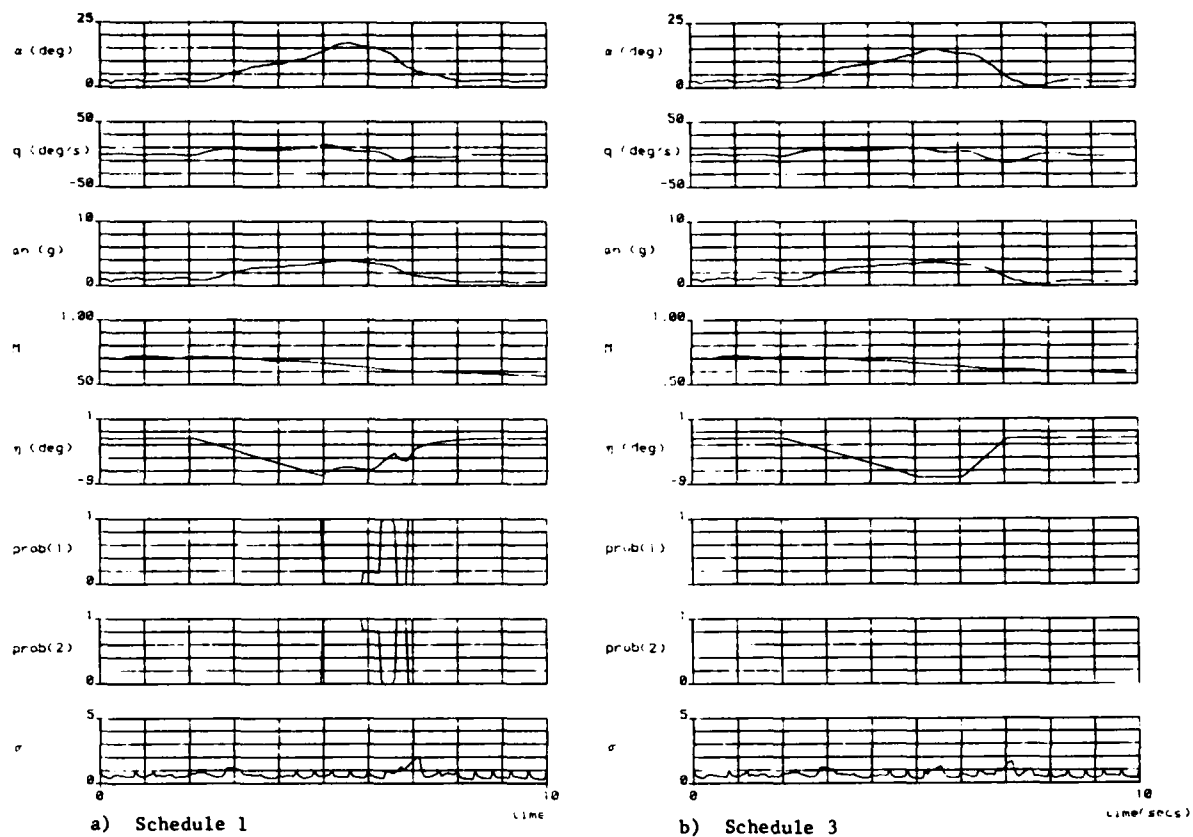 25
α (deg)
0
50
q (deg/s)
-50
10
an (g)
0
1.00
M
50
1
η (deg)
-9
1
prob(1)
0
1
prob(2)
0
5
σ
0
0
10
time
a) Schedule 1
25
α (deg)
0
50
q (deg/s)
-50
10
an (g)
0
1.00
M
.50
1
η (deg)
-9
1
prob(1)
0
1
prob(2)
0
5
σ
0
0
10
time(secs)
b) Schedule 3